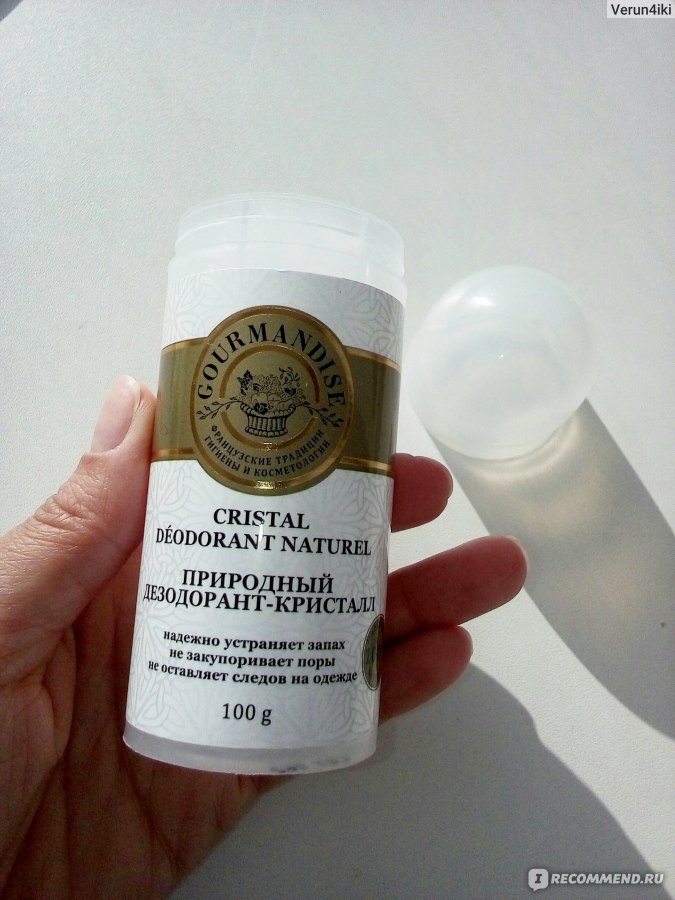 Verun4iki
GOURMANDISE
ФРАНЦУЗСКИЕ ТРАДИЦИИ
ГИГИЕНЫ И КОСМЕТОЛОГИИ
CRISTAL
DÉODORANT NATUREL
ПРИРОДНЫЙ
ДЕЗОДОРАНТ-КРИСТАЛЛ
надежно устраняет запах
не закупоривает поры
не оставляет следов на одежде
100 g
IRECOMMEND.RU